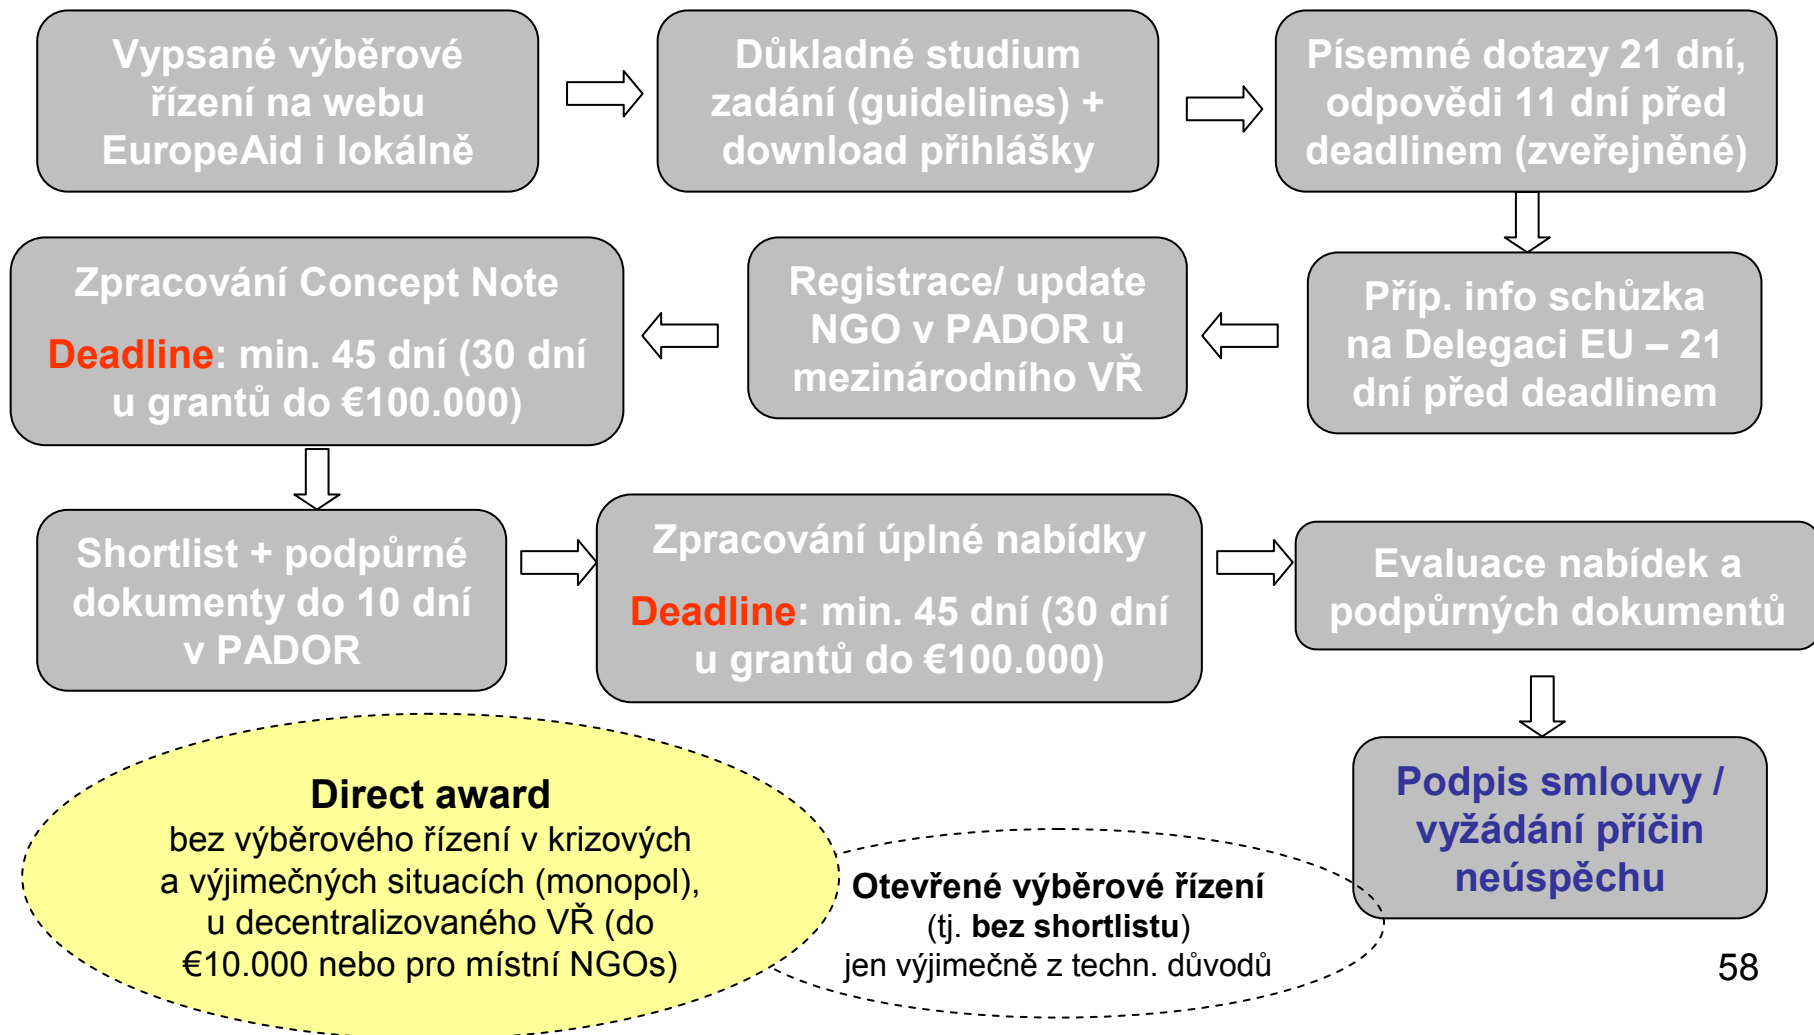 Vypsané výběrové
řízení na webu
EuropeAid i lokálně
Důkladné studium
zadání (guidelines) +
download přihlášky
Písemné dotazy 21 dní,
odpovědi 11 dní před
deadlinem (zveřejněné)
Příp. info schůzka
na Delegaci EU – 21
dní před deadlinem
Registrace/ update
NGO v PADOR u
mezinárodního VŘ
Zpracování Concept Note
Deadline: min. 45 dní (30 dní
u grantů do €100.000)
Shortlist + podpůrné
dokumenty do 10 dní
v PADOR
Zpracování úplné nabídky
Deadline: min. 45 dní (30 dní
u grantů do €100.000)
Evaluace nabídek a
podpůrných dokumentů
Podpis smlouvy /
vyžádání příčin
neúspěchu
Direct award
bez výběrového řízení v krizových
a výjimečných situacích (monopol),
u decentralizovaného VŘ (do
€10.000 nebo pro místní NGOs)
Otevřené výběrové řízení
(tj. bez shortlistu)
jen výjimečně z techn. důvodů
58